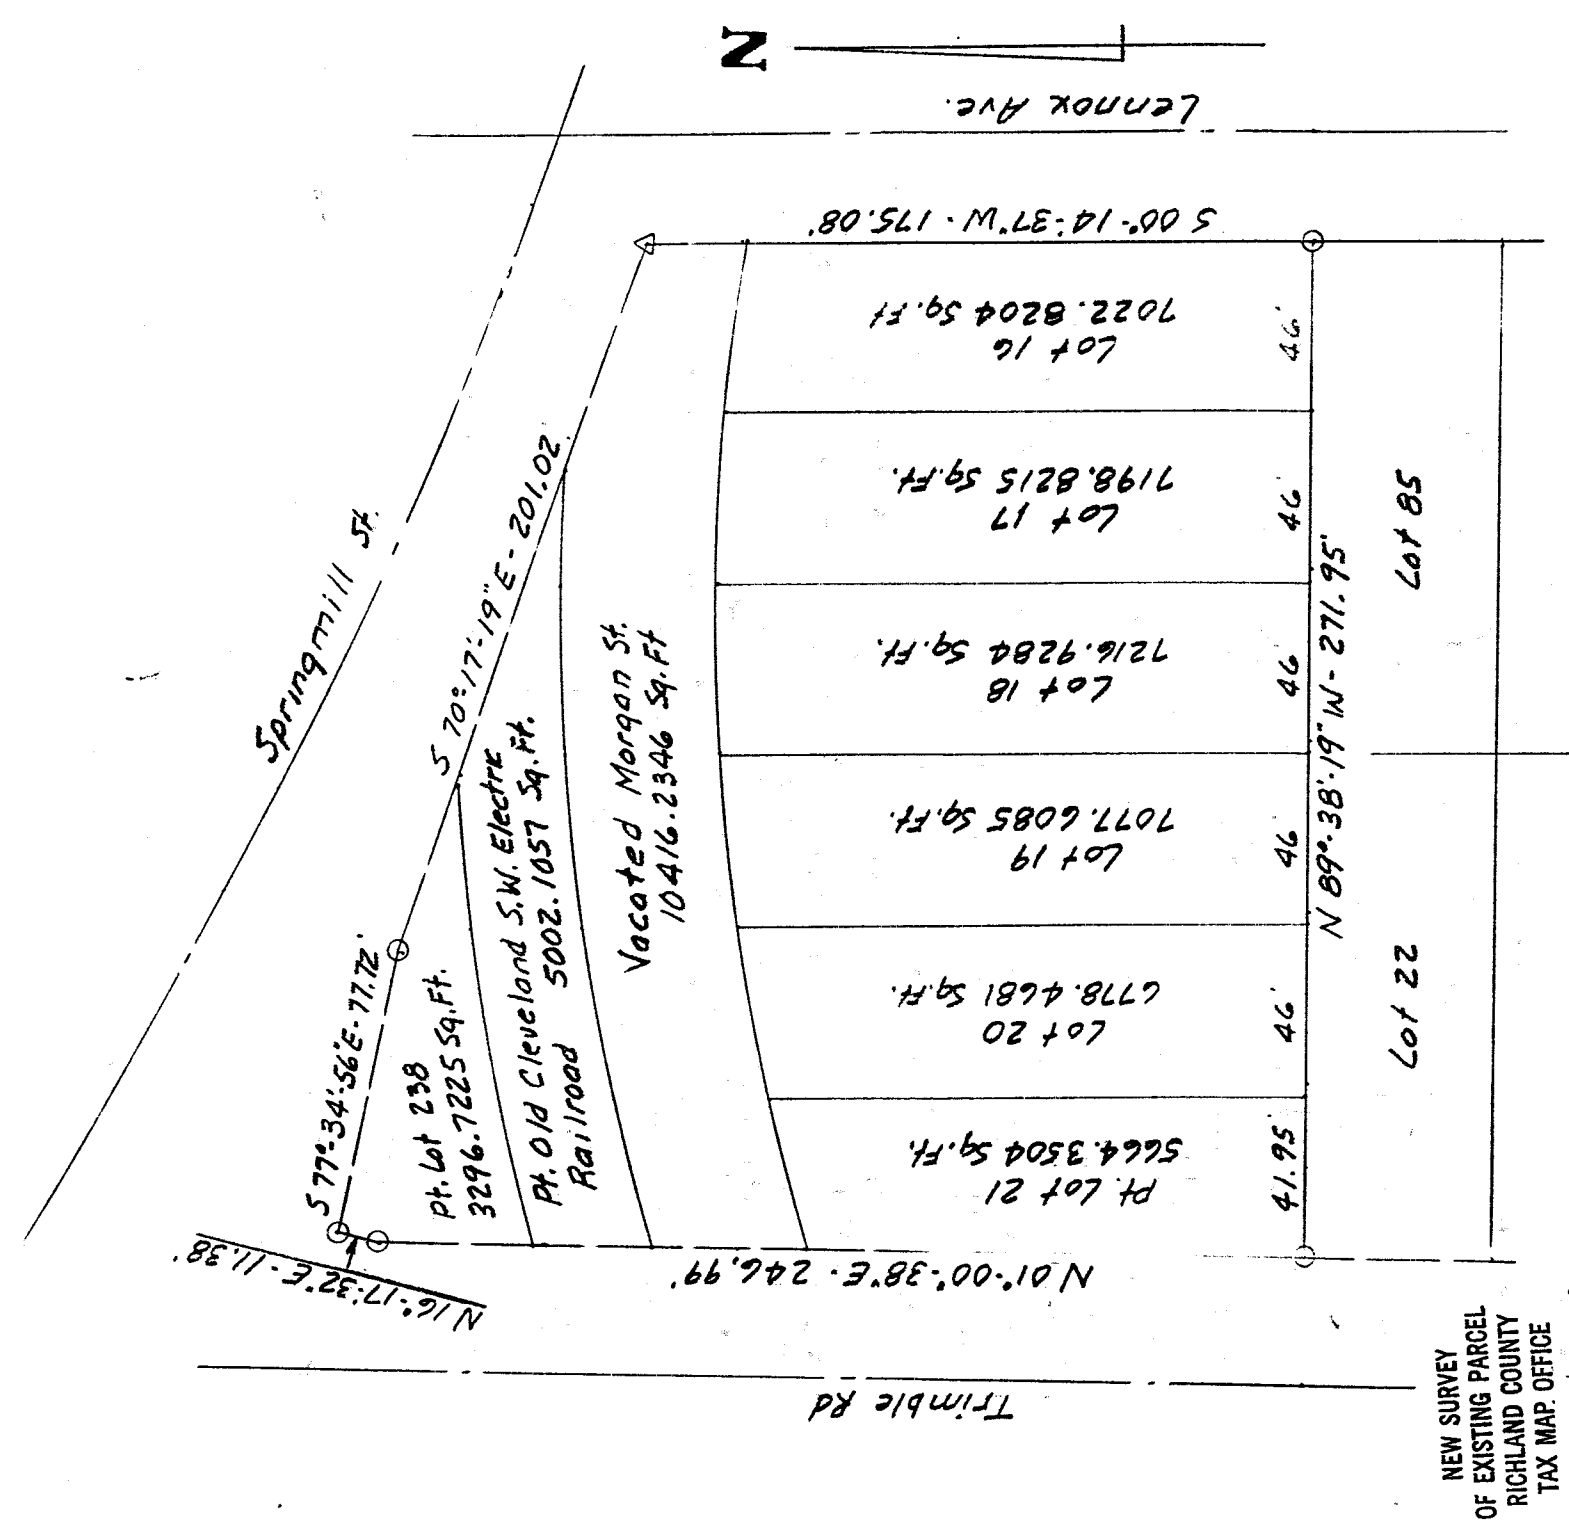 N
Lennox Ave.
S 00°-14'-37"W - 175.08'
Springmill St.
S 70°-17'-19"E - 201.02'
S 77°-34'-56"E - 77.72'
N 16°-17'-32"E - 11.38'
Pt. Lot 238
3296.7225 Sq.Ft.
Pt. Old Cleveland S.W. Electric
Railroad 5002.1057 Sq.Ft.
Vacated Morgan St.
10416.2346 Sq.Ft
Lot 16
7022.8204 Sq.Ft
46'
Lot 17
7198.8215 Sq.Ft.
46'
Lot 18
7216.9284 Sq.Ft.
46'
Lot 19
7077.6085 Sq.Ft.
46'
Lot 20
6778.4681 Sq.Ft.
46'
Pt. Lot 21
5664.3504 Sq.Ft.
41.95
N 89°-38'-19"W - 271.95'
Lot 85
Lot 22
N 01°-00'-38"E - 246.99'
Trimble Rd
NEW SURVEY
OF EXISTING PARCEL
RICHLAND COUNTY
TAX MAP. OFFICE